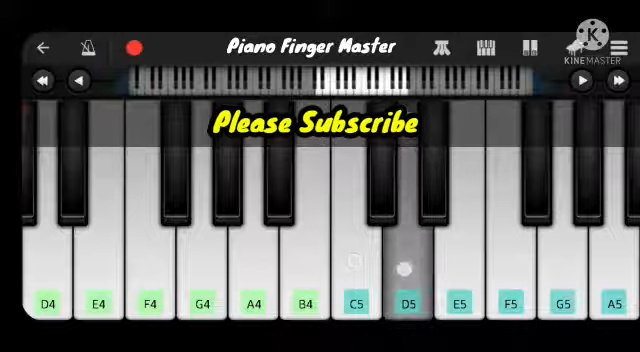 Piano Finger Master
KINEMASTER
Please Subscribe
D4 E4 F4 G4 A4 B4 C5 D5 E5 F5 G5 A5